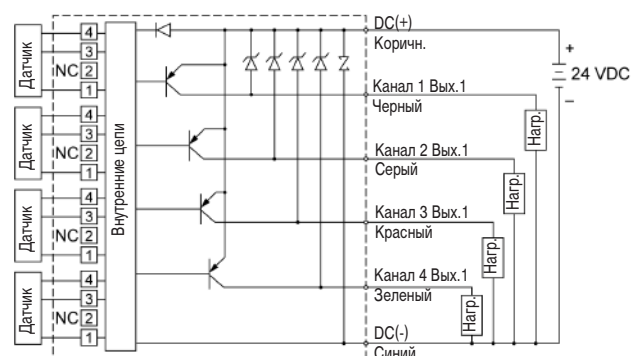 Датчик
4
3
NC 2
1
Датчик
4
3
NC 2
1
Датчик
4
3
NC 2
1
Датчик
4
3
NC 2
1
Внутренние цепи
DC(+)
Коричн.
Канал 1 Вых.1
Черный
Канал 2 Вых.1
Серый
Канал 3 Вых.1
Красный
Канал 4 Вых.1
Зеленый
DC(-)
Синий
Нагр.
Нагр.
Нагр.
Нагр.
+
24 VDC
–